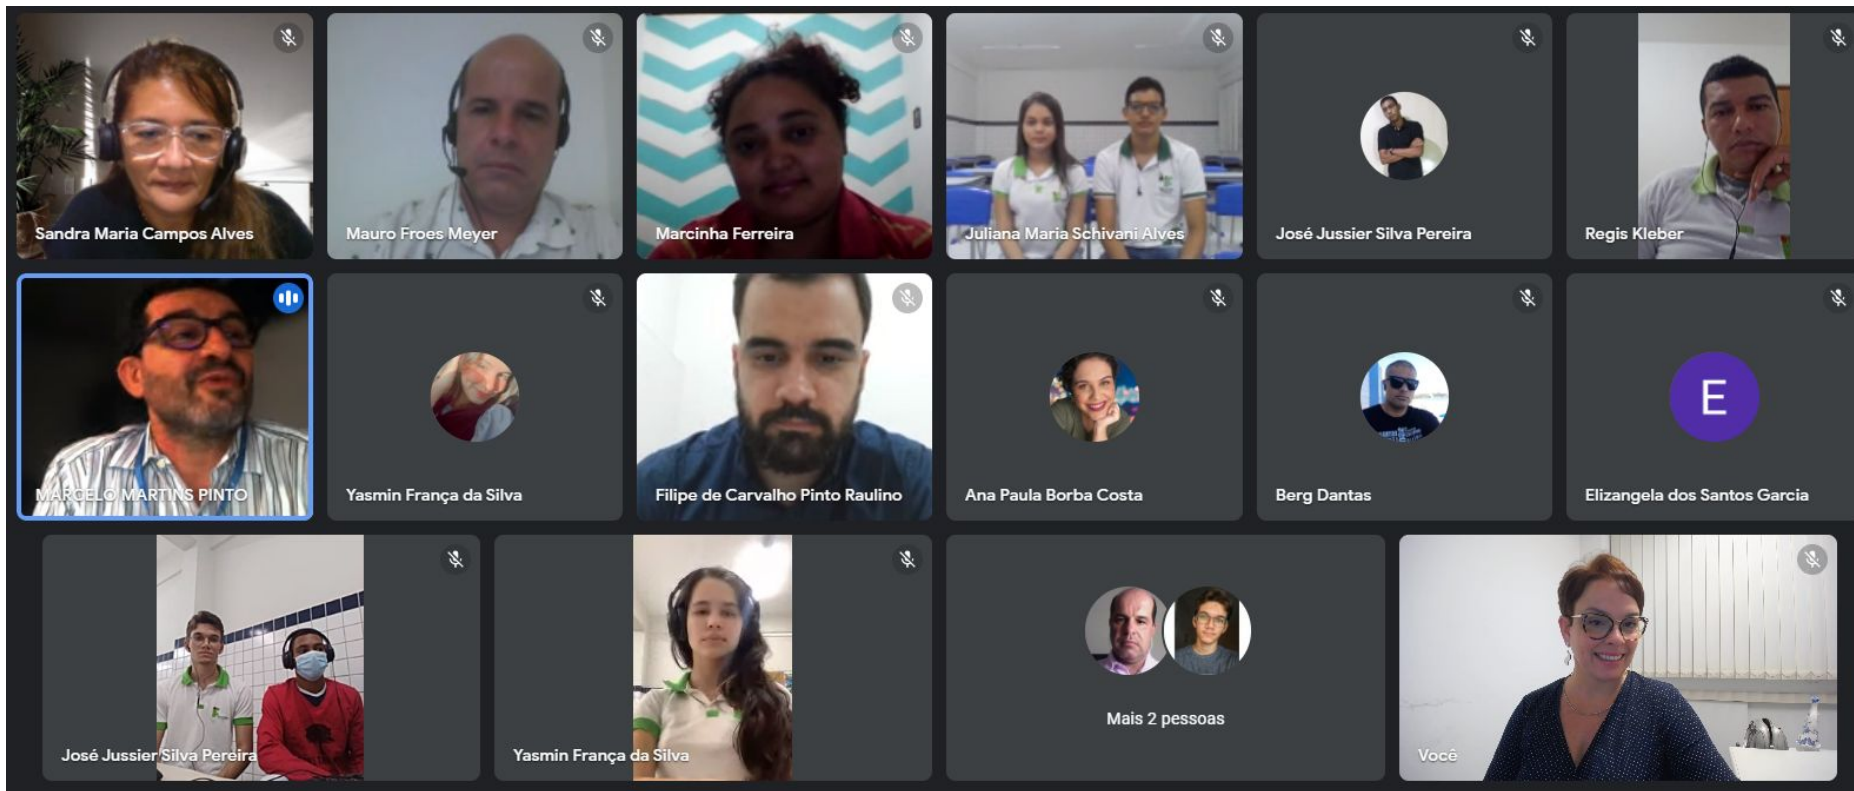 Sandra Maria Campos Alves
Mauro Froes Meyer
Marcinha Ferreira
Juliana Maria Schivani Alves
José Jussier Silva Pereira
Regis Kleber
MARCELO MARTINS PINTO
Yasmin França da Silva
Filipe de Carvalho Pinto Raulino
Ana Paula Borba Costa
Berg Dantas
E
Elizangela dos Santos Garcia
José Jussier Silva Pereira
Yasmin França da Silva
Mais 2 pessoas
Você